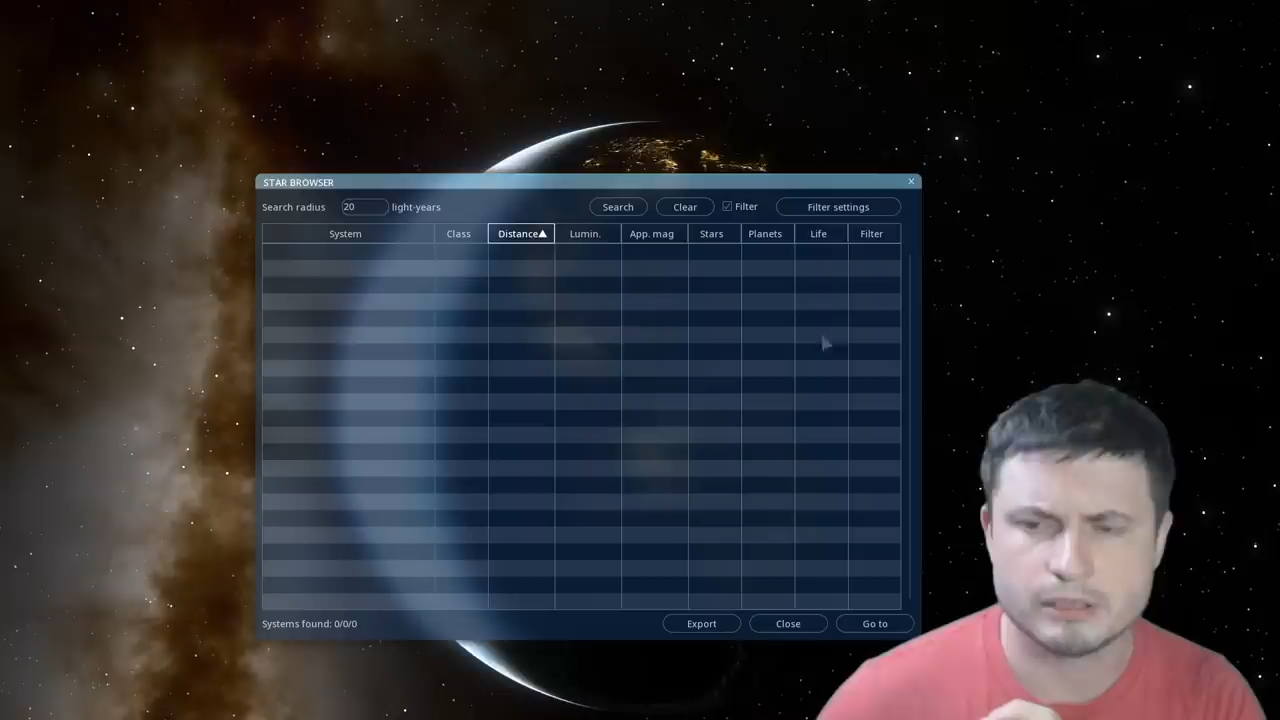 STAR BROWSER
Search radius 20 light-years Search Clear Filter Filter settings
System Class Distance▲ Lumin. App. mag Stars Planets Life Filter
Systems found: 0/0/0 Export Close Go to